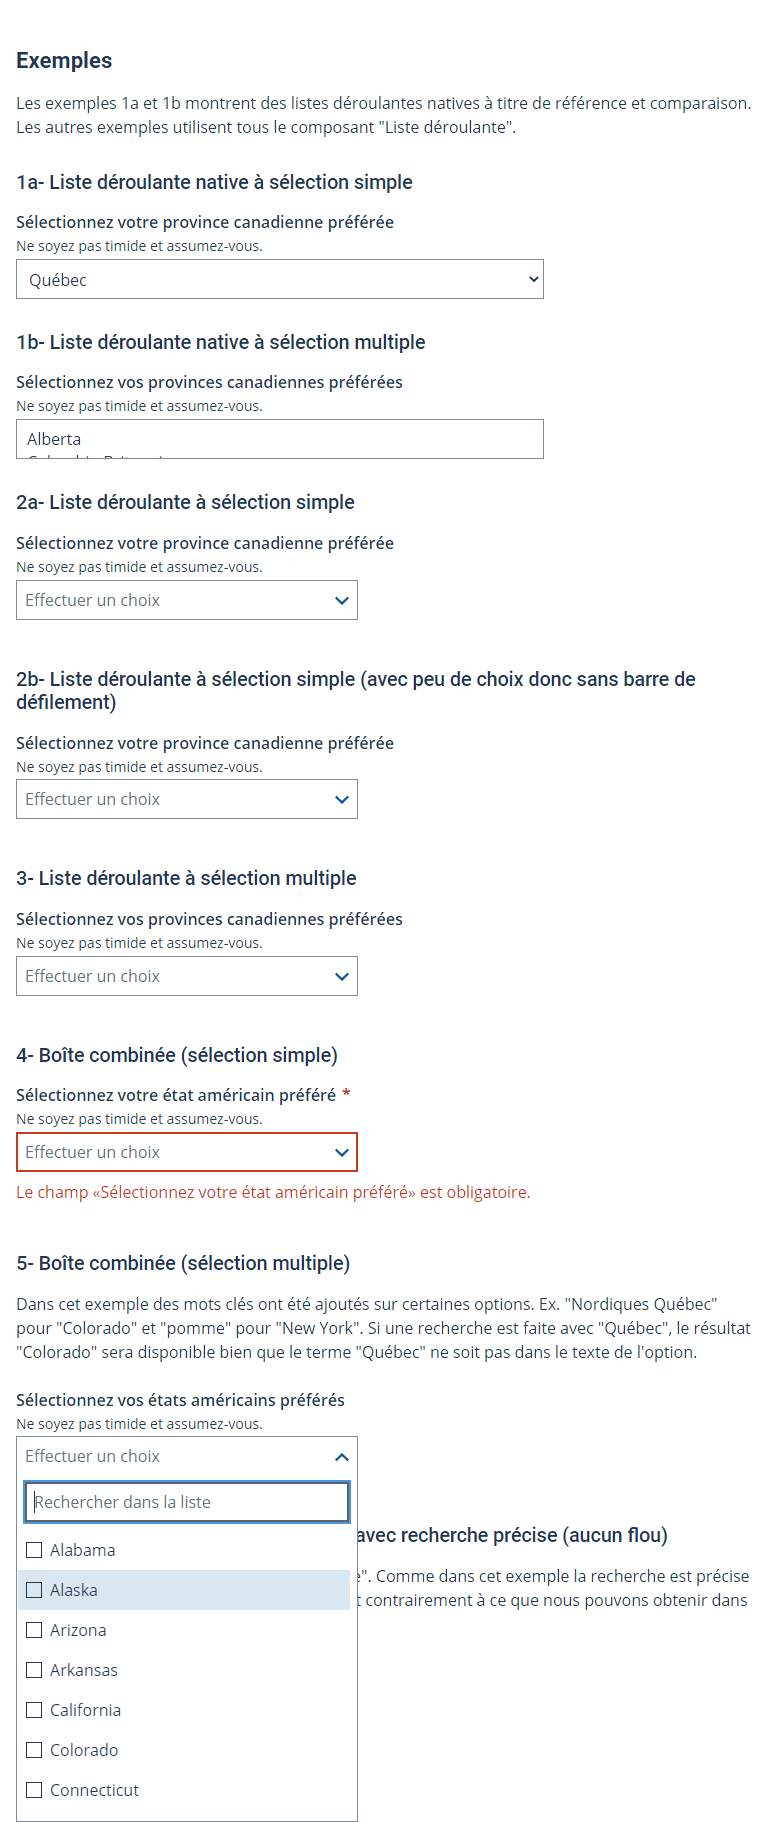 Exemples
Les exemples 1a et 1b montrent des listes déroulantes natives à titre de référence et comparaison.
Les autres exemples utilisent tous le composant "Liste déroulante".
1a- Liste déroulante native à sélection simple
Sélectionnez votre province canadienne préférée
Ne soyez pas timide et assumez-vous.
Québec
1b- Liste déroulante native à sélection multiple
Sélectionnez vos provinces canadiennes préférées
Ne soyez pas timide et assumez-vous.
Alberta
2a- Liste déroulante à sélection simple
Sélectionnez votre province canadienne préférée
Ne soyez pas timide et assumez-vous.
Effectuer un choix
2b- Liste déroulante à sélection simple (avec peu de choix donc sans barre de
défilement)
Sélectionnez votre province canadienne préférée
Ne soyez pas timide et assumez-vous.
Effectuer un choix
3- Liste déroulante à sélection multiple
Sélectionnez vos provinces canadiennes préférées
Ne soyez pas timide et assumez-vous.
Effectuer un choix
4- Boîte combinée (sélection simple)
Sélectionnez votre état américain préféré *
Ne soyez pas timide et assumez-vous.
Effectuer un choix
Le champ «Sélectionnez votre état américain préféré» est obligatoire.
5- Boîte combinée (sélection multiple)
Dans cet exemple des mots clés ont été ajoutés sur certaines options. Ex. "Nordiques Québec"
pour "Colorado" et "pomme" pour "New York". Si une recherche est faite avec "Québec", le résultat
"Colorado" sera disponible bien que le terme "Québec" ne soit pas dans le texte de l'option.
Sélectionnez vos états américains préférés
Ne soyez pas timide et assumez-vous.
Effectuer un choix
Rechercher dans la liste
avec recherche précise (aucun flou)
Alabama
". Comme dans cet exemple la recherche est précise
Alaska
contrairement à ce que nous pouvons obtenir dans
Arizona
Arkansas
California
Colorado
Connecticut